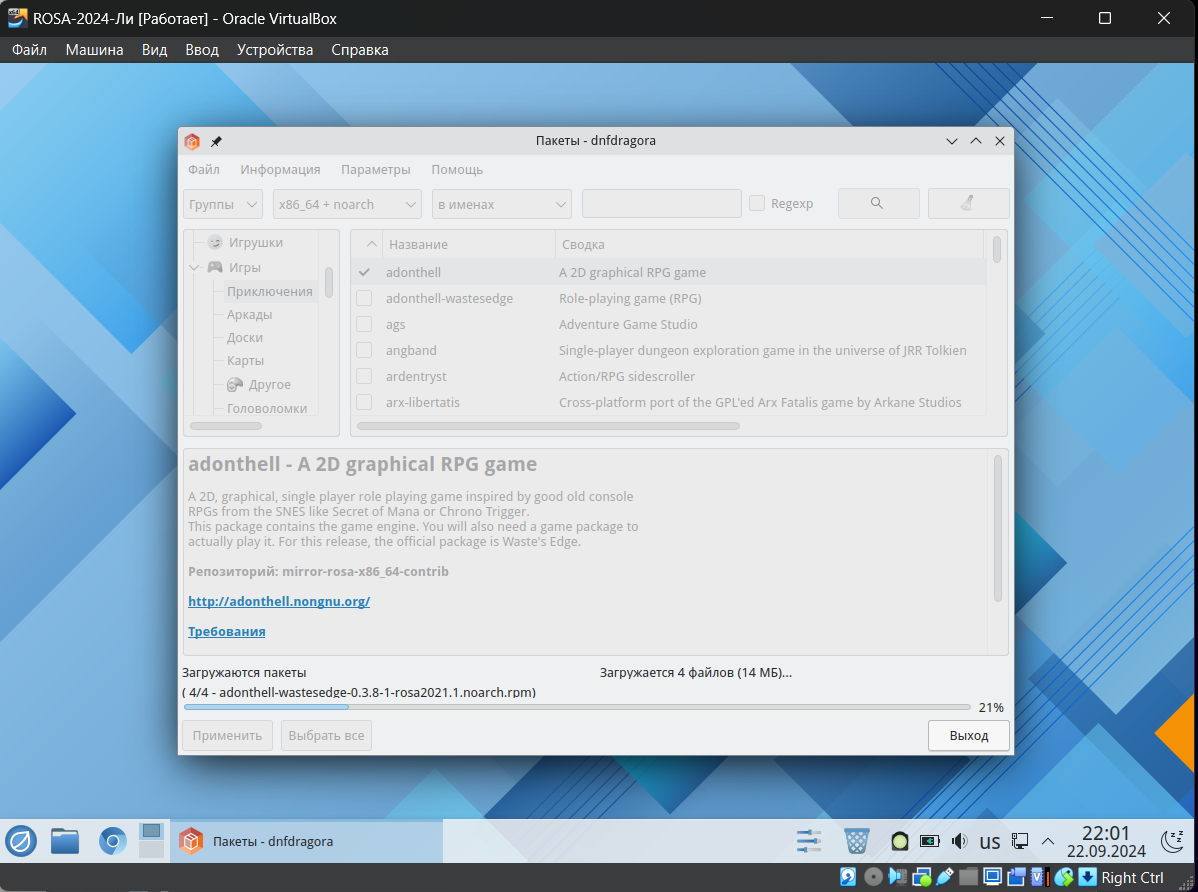 ROSA-2024-Ли [Работает] - Oracle VirtualBox
Файл Машина Вид Ввод Устройства Справка
Пакеты - dnfdragora
Файл Информация Параметры Помощь
Группы x86_64 + noarch в именах Regexp
Игрушки
Игры
Приключения
Аркады
Доски
Карты
Другое
Головоломки
Название Сводка
adonthell A 2D graphical RPG game
adonthell-wastesedge Role-playing game (RPG)
ags Adventure Game Studio
angband Single-player dungeon exploration game in the universe of JRR Tolkien
ardentryst Action/RPG sidescroller
arx-libertatis Cross-platform port of the GPL'ed Arx Fatalis game by Arkane Studios
adonthell - A 2D graphical RPG game
A 2D, graphical, single player role playing game inspired by good old console
RPGs from the SNES like Secret of Mana or Chrono Trigger.
This package contains the game engine. You will also need a game package to
actually play it. For this release, the official package is Waste's Edge.
Репозиторий: mirror-rosa-x86_64-contrib
http://adonthell.nongnu.org/
Требования
Загружаются пакеты Загружается 4 файлов (14 МБ)...
( 4/4 - adonthell-wastesedge-0.3.8-1-rosa2021.1.noarch.rpm)
21%
Применить Выбрать все Выход
Пакеты - dnfdragora us 22:01
22.09.2024
Right Ctrl